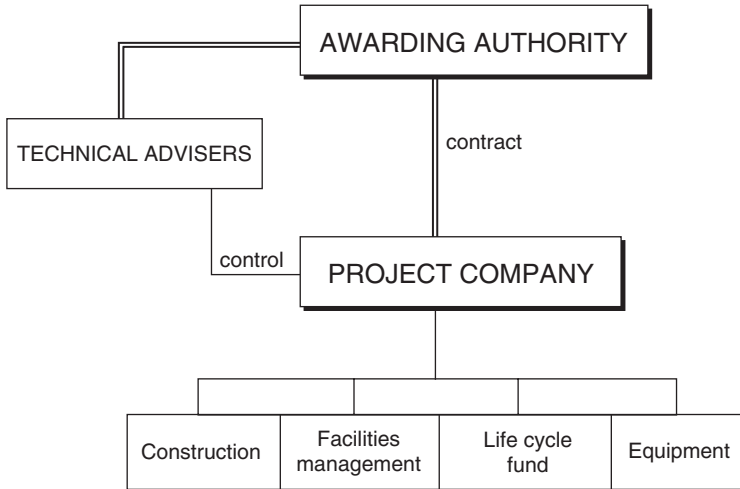 AWARDING AUTHORITY
TECHNICAL ADVISERS
contract
control
PROJECT COMPANY
Construction
Facilities
management
Life cycle
fund
Equipment